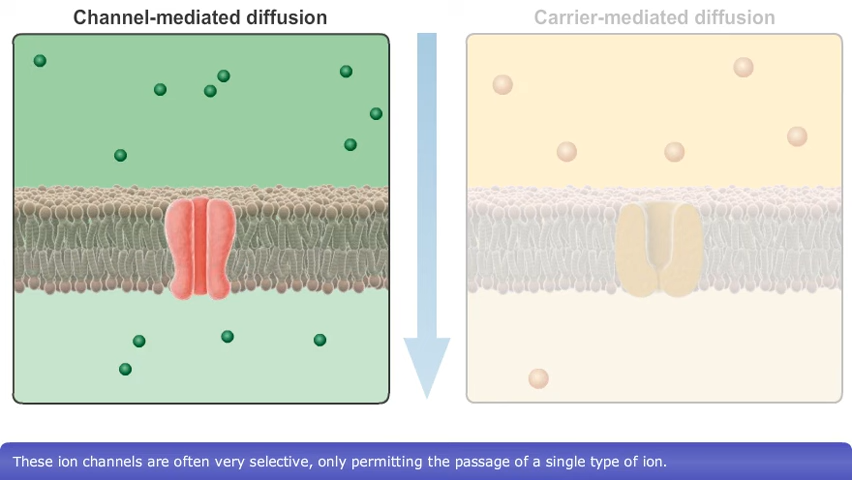 Channel-mediated diffusion
Carrier-mediated diffusion
These ion channels are often very selective, only permitting the passage of a single type of ion.